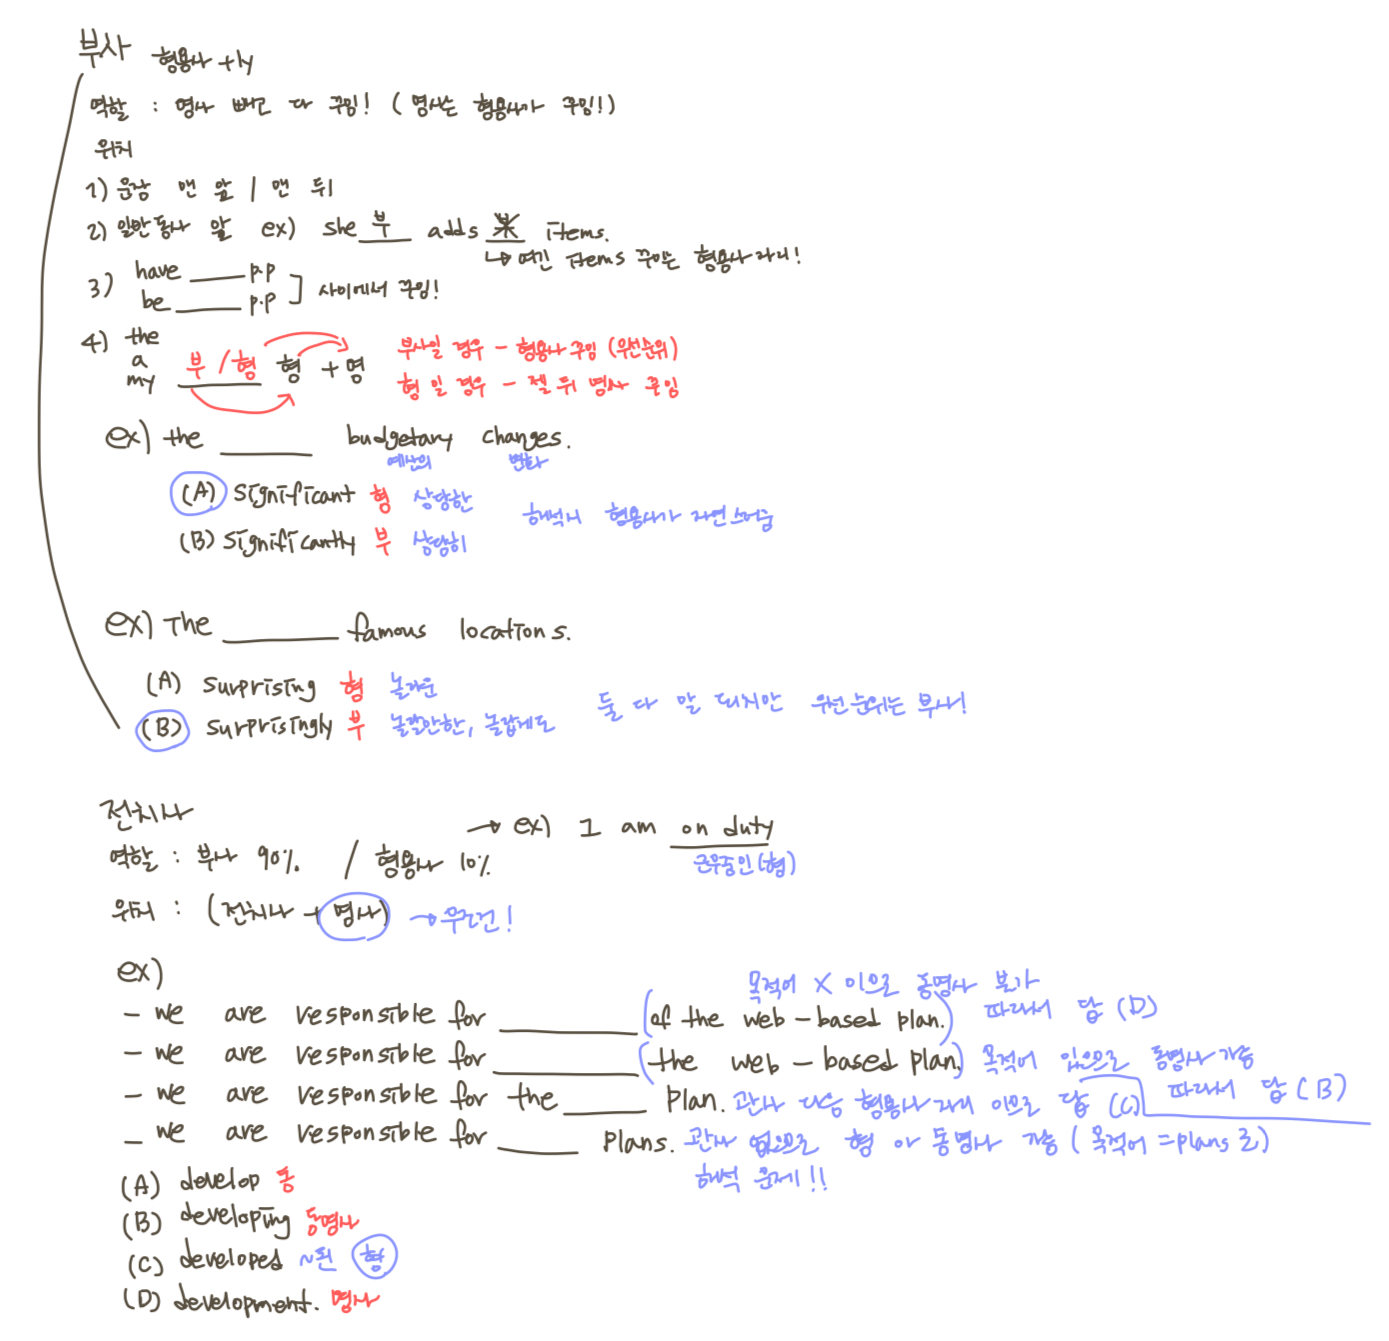 부사 형용사 +ly
역할 : 명사 빼고 다 꾸밈! ( 명사는 형용사가 꾸밈!)
위치
1) 문장 맨 앞 / 맨 뒤
2) 일반동사 앞 ex) she 부 adds 부 items.
↳ 여긴 items 꾸미는 형용사 자리!
3) have ____ p.p
be ____ p.p ] 사이에서 꾸밈!
4) the
a
my 부 / 형 형 + 명
부사일 경우 - 형용사 꾸밈 (우선순위)
형 일 경우 - 젤 뒤 명사 꾸밈
ex) the ____ budgetary changes.
예산의 변화
(A) significant 형 상당한
(B) significantly 부 상당히
해석시 형용사가 자연스러움
ex) The ____ famous locations.
(A) surprising 형 놀라운
(B) surprisingly 부 놀랄만한, 놀랍게도
둘 다 말 되지만 우선순위는 부사!
전치사
역할 : 부사 90% / 형용사 10%
→ ex) I am on duty
근무중인 (형)
위치 : (전치사 + 명사) → 무조건!
ex)
목적어 X 이므로 동명사 불가
- we are responsible for ____ (of the web-based plan.) 따라서 답 (D)
- we are responsible for ____ (the web-based plan.) 목적어 있으므로 동명사 가능
따라서 답 (B)
- we are responsible for the ____ plan. 관사 다음 형용사 자리 이므로 답 (C)
- we are responsible for ____ plans. 관사 없으므로 형 or 동명사 가능 ( 목적어 = plans 로)
해석 문제!!
(A) develop 동
(B) developing 동명사
(C) developed ~된 형
(D) development. 명사